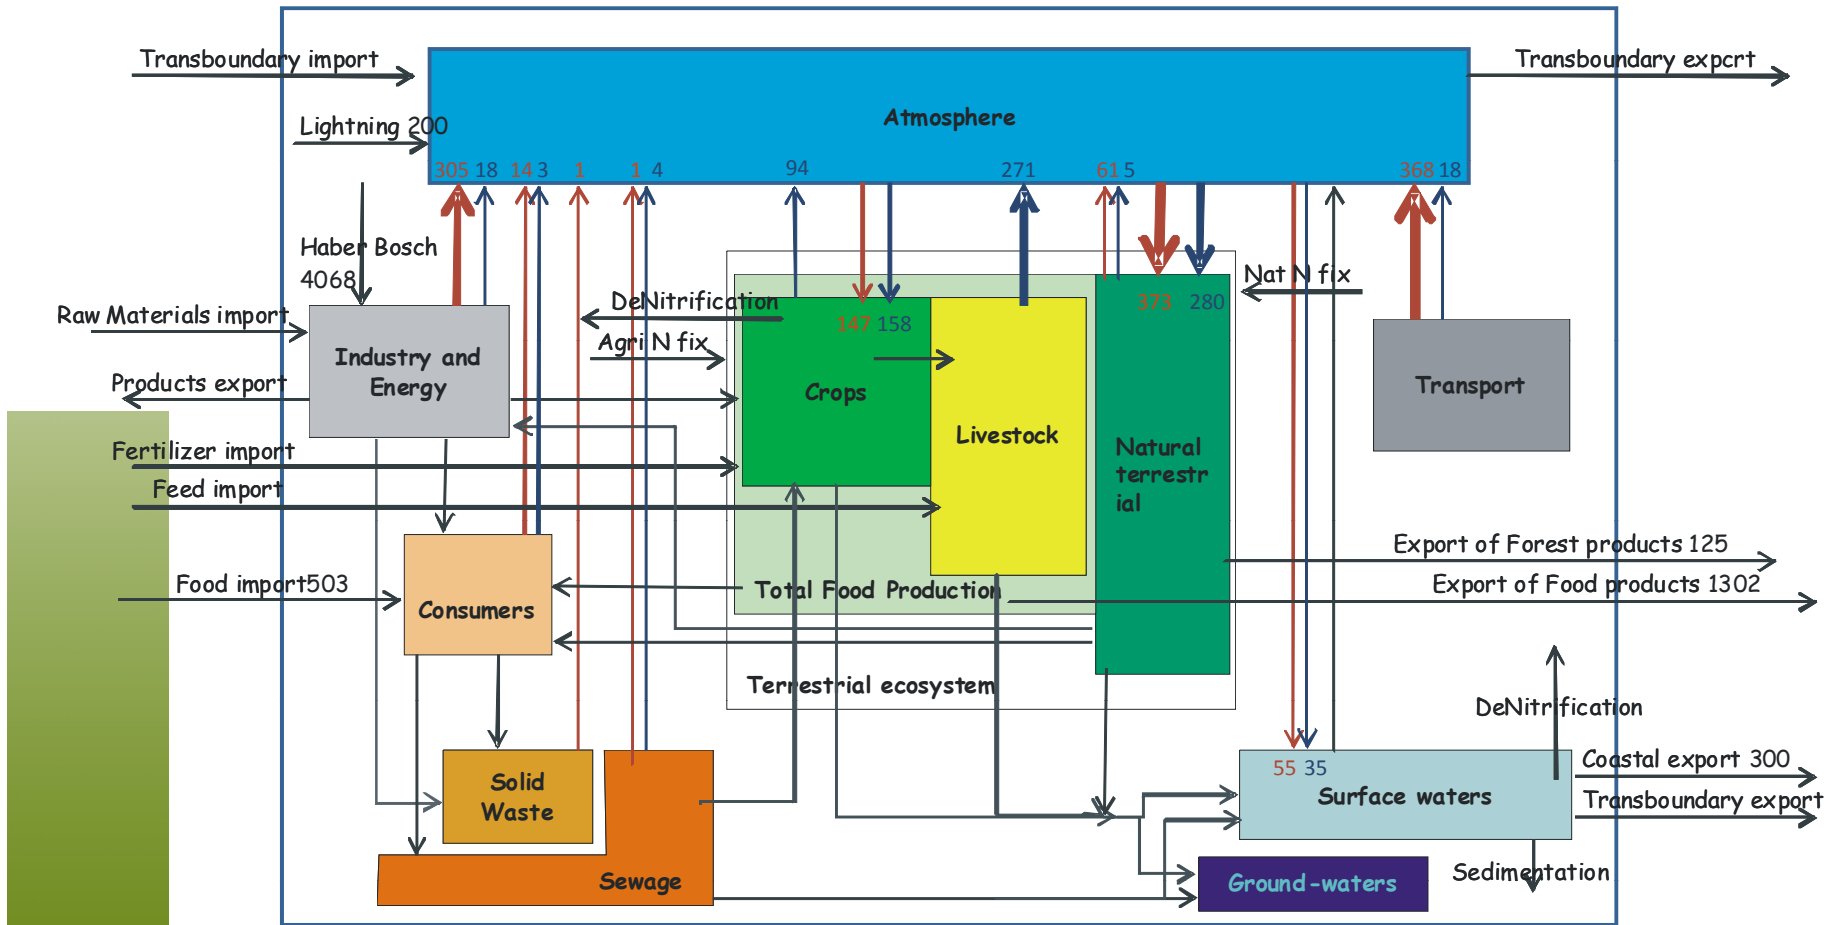 Transboundary import
Transboundary expcrt
Atmosphere
Lightning 200
305 18 14 3 1 1 4 94 271 61 5 368 18
Haber Bosch
4068
Nat N fix
DeNitrification
373 280
Raw Materials import
147 158
Agri N fix
Industry and
Energy
Products export
Crops
Transport
Livestock
Natural
terrestr
ial
Fertilizer import
Feed import
Export of Forest products 125
Food import503
Total Food Production
Export of Food products 1302
Consumers
Terrestrial ecosystem
DeNitrification
Solid
Waste
55 35
Surface waters
Coastal export 300
Transboundary export
Sedimentation
Sewage
Ground-waters